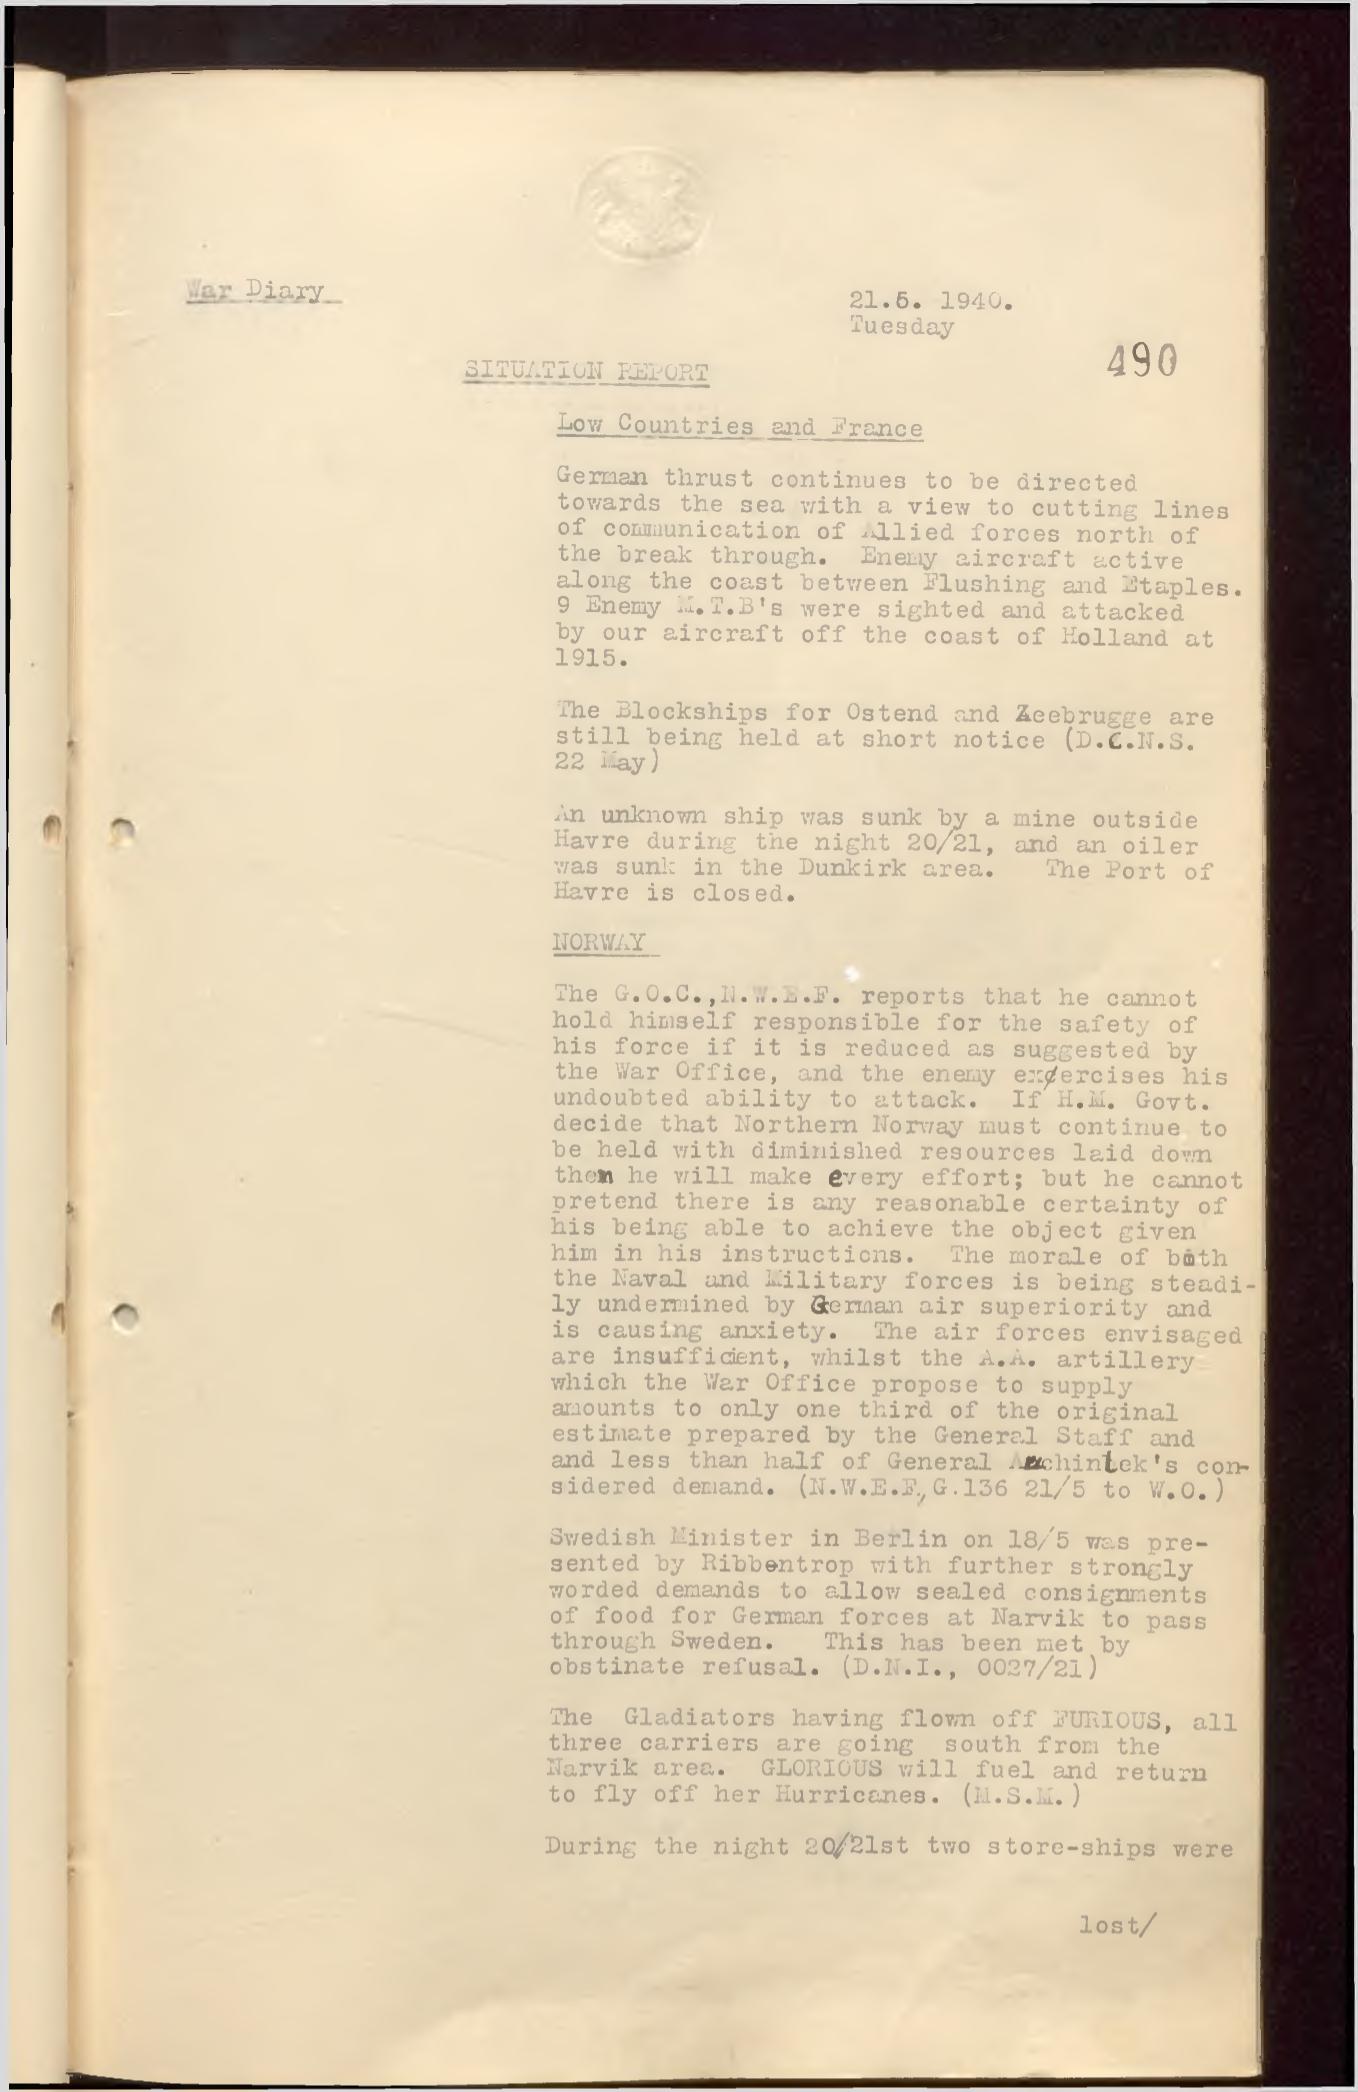 War Diary
21.5. 1940.
Tuesday
490
SITUATION REPORT
Low Countries and France
German thrust continues to be directed
towards the sea with a view to cutting lines
of communication of Allied forces north of
the break through.  Enemy aircraft active
along the coast between Flushing and Etaples.
9 Enemy M.T.B's were sighted and attacked
by our aircraft off the coast of Holland at
1915.
The Blockships for Ostend and Zeebrugge are
still being held at short notice (D.C.N.S.
22 May)
An unknown ship was sunk by a mine outside
Havre during the night 20/21, and an oiler
was sunk in the Dunkirk area.   The Port of
Havre is closed.
NORWAY
The G.O.C.,N.W.E.F. reports that he cannot
hold himself responsible for the safety of
his force if it is reduced as suggested by
the War Office, and the enemy exercises his
undoubted ability to attack.  If H.M. Govt.
decide that Northern Norway must continue to
be held with diminished resources laid down
then he will make every effort; but he cannot
pretend there is any reasonable certainty of
his being able to achieve the object given
him in his instructions.  The morale of both
the Naval and Military forces is being steadi-
ly undermined by German air superiority and
is causing anxiety.  The air forces envisaged
are insufficient, whilst the A.A. artillery
which the War Office propose to supply
amounts to only one third of the original
estimate prepared by the General Staff and
and less than half of General Auchinlek's con-
sidered demand. (N.W.E.F., G.136 21/5 to W.O.)
Swedish Minister in Berlin on 18/5 was pre-
sented by Ribbentrop with further strongly
worded demands to allow sealed consignments
of food for German forces at Narvik to pass
through Sweden.   This has been met by
obstinate refusal. (D.N.I., 0027/21)
The  Gladiators having flown off FURIOUS, all
three carriers are going  south from the
Narvik area.  GLORIOUS will fuel and return
to fly off her Hurricanes. (M.S.M.)
During the night 20/21st two store-ships were
lost/